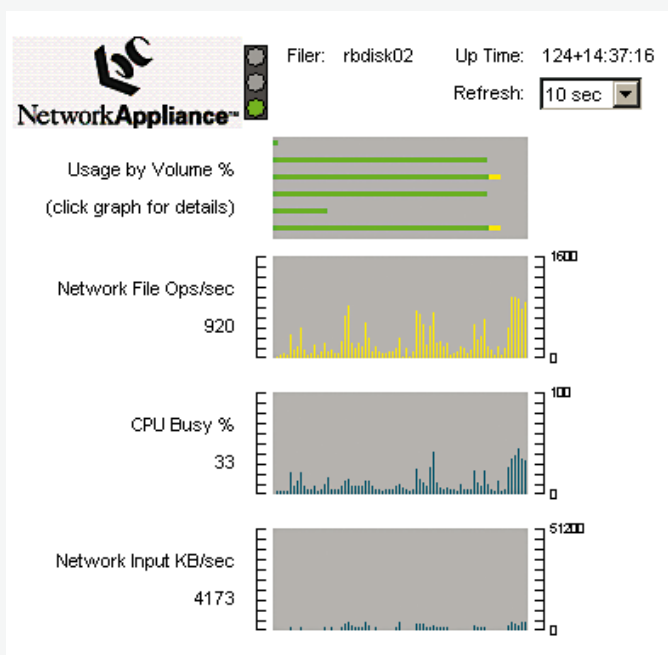 Filer: rbdisk02 Up Time: 124+14:37:16
NetworkAppliance™ Refresh: 10 sec
Usage by Volume %
(click graph for details)
1600
Network File Ops/sec
920
0
100
CPU Busy %
33
0
51200
Network Input KB/sec
4173
0